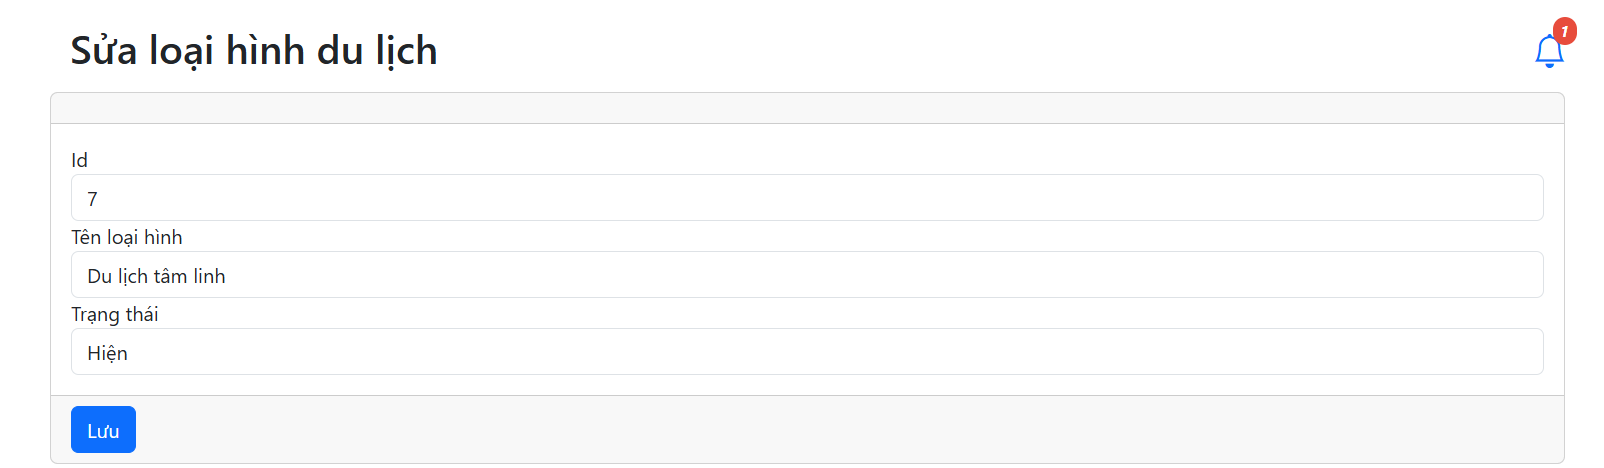 Sửa loại hình du lịch
1
Id
7
Tên loại hình
Du lịch tâm linh
Trạng thái
Hiện
Lưu